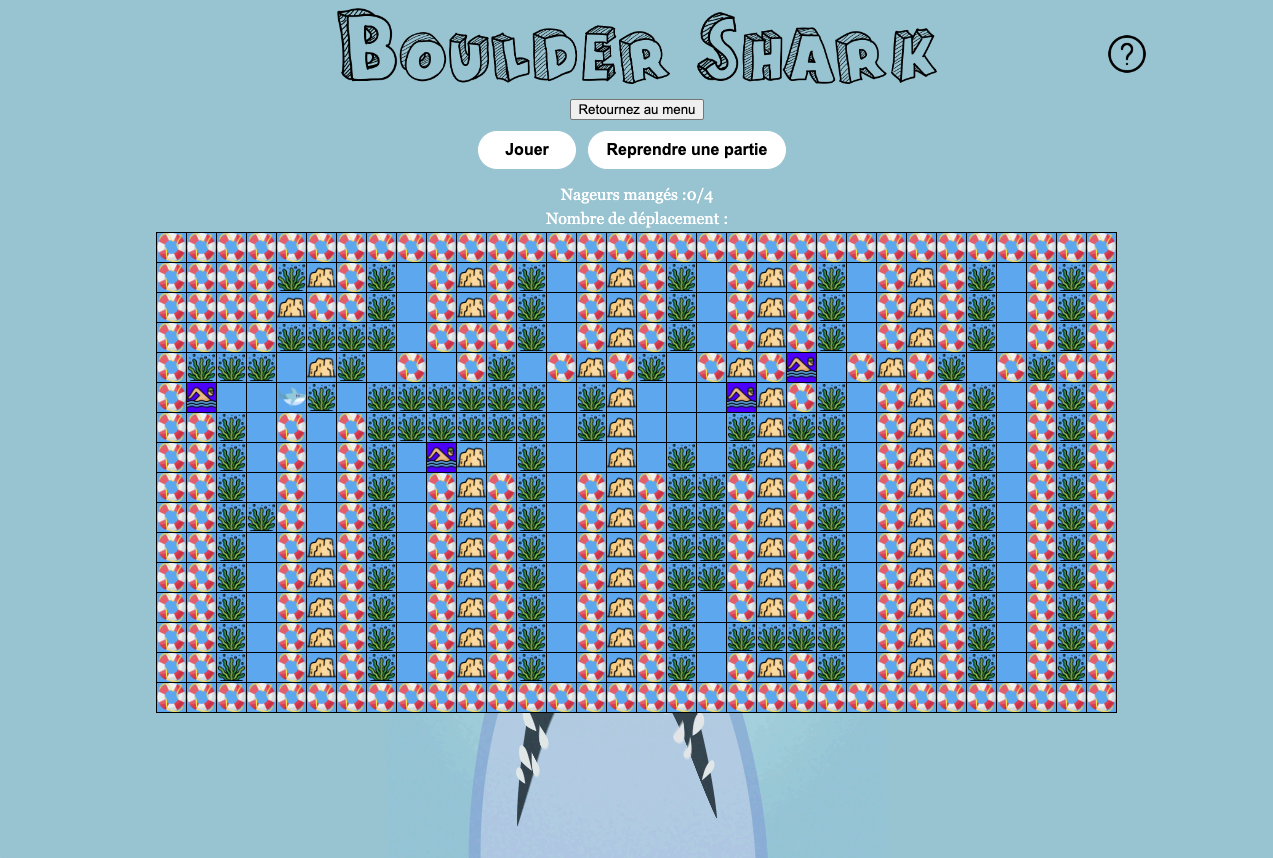 Boulder Shark
?
Retournez au menu
Jouer
Reprendre une partie
Nageurs mangés :0/4
Nombre de déplacement :